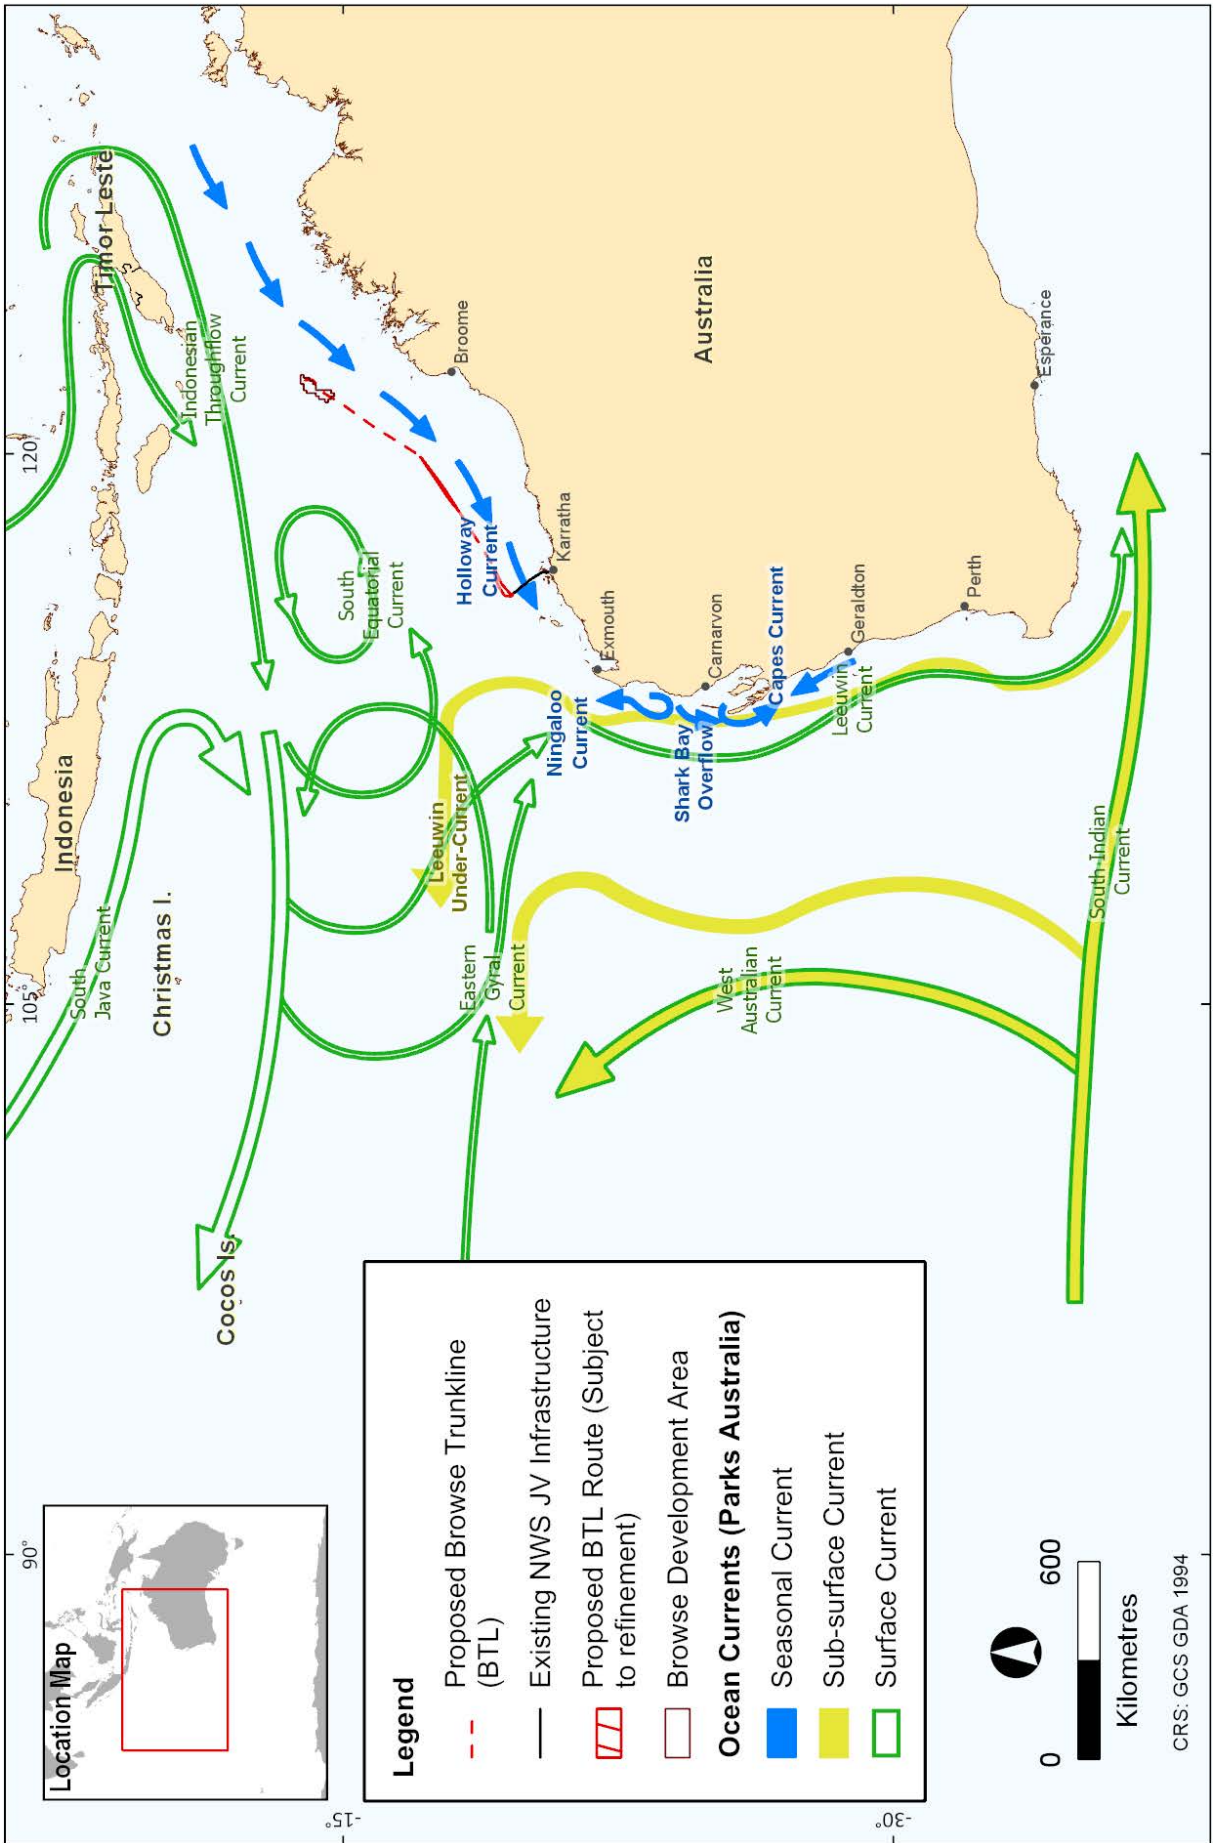 90°
105°
120°
-15°
-30°
Location Map
Legend
Proposed Browse Trunkline
(BTL)
Existing NWS JV Infrastructure
Proposed BTL Route (Subject
to refinement)
Browse Development Area
Ocean Currents (Parks Australia)
Seasonal Current
Sub-surface Current
Surface Current
0
600
Kilometres
CRS: GCS GDA 1994
Indonesia
Timor Leste
Christmas I.
Cocos Is.
Australia
South
Java Current
Indonesian
Throughflow
Current
South
Equatorial
Current
Holloway
Current
Leeuwin
Under-Current
Eastern
Gyral
Current
Ningaloo
Current
Shark Bay
Overflow
Capes Current
Leeuwin
Current
West
Australian
Current
South Indian
Current
Broome
Karratha
Exmouth
Carnarvon
Geraldton
Perth
Esperance